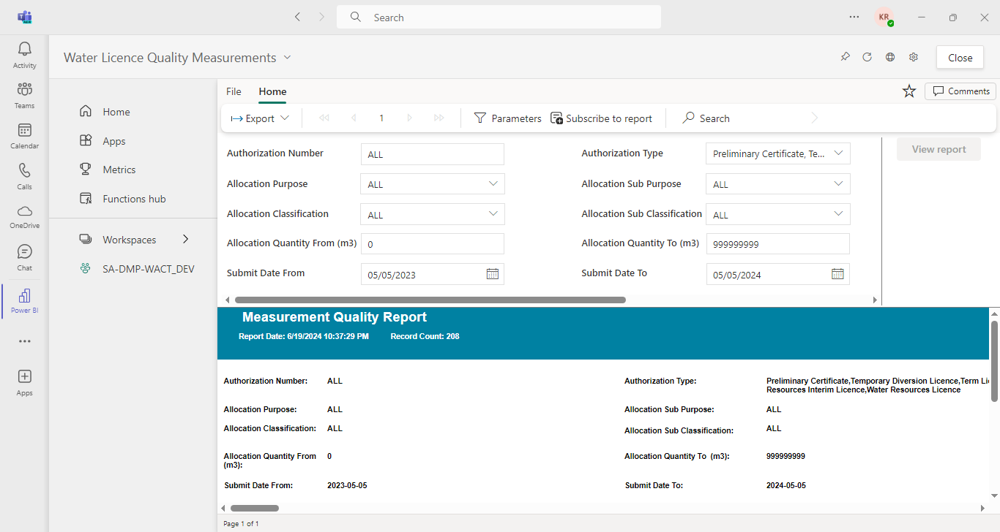 NEW
Search
KR
Activity
Teams
Calendar
Calls
OneDrive
Chat
Power BI
Apps
Water Licence Quality Measurements
Close
Home
Apps
Metrics
Functions hub
Workspaces
SA-DMP-WACT_DEV
File Home
Comments
Export 1 Parameters Subscribe to report Search
Authorization Number ALL Authorization Type Preliminary Certificate, Te...
View report
Allocation Purpose ALL Allocation Sub Purpose ALL
Allocation Classification ALL Allocation Sub Classification ALL
Allocation Quantity From (m3) 0 Allocation Quantity To (m3) 999999999
Submit Date From 05/05/2023 Submit Date To 05/05/2024
Measurement Quality Report
Report Date: 6/19/2024 10:37:29 PM Record Count: 208
Authorization Number: ALL Authorization Type: Preliminary Certificate,Temporary Diversion Licence,Term Li
Resources Interim Licence,Water Resources Licence
Allocation Purpose: ALL Allocation Sub Purpose: ALL
Allocation Classification: ALL Allocation Sub Classification: ALL
Allocation Quantity From 0 Allocation Quantity To (m3): 999999999
(m3):
Submit Date From: 2023-05-05 Submit Date To: 2024-05-05
Page 1 of 1